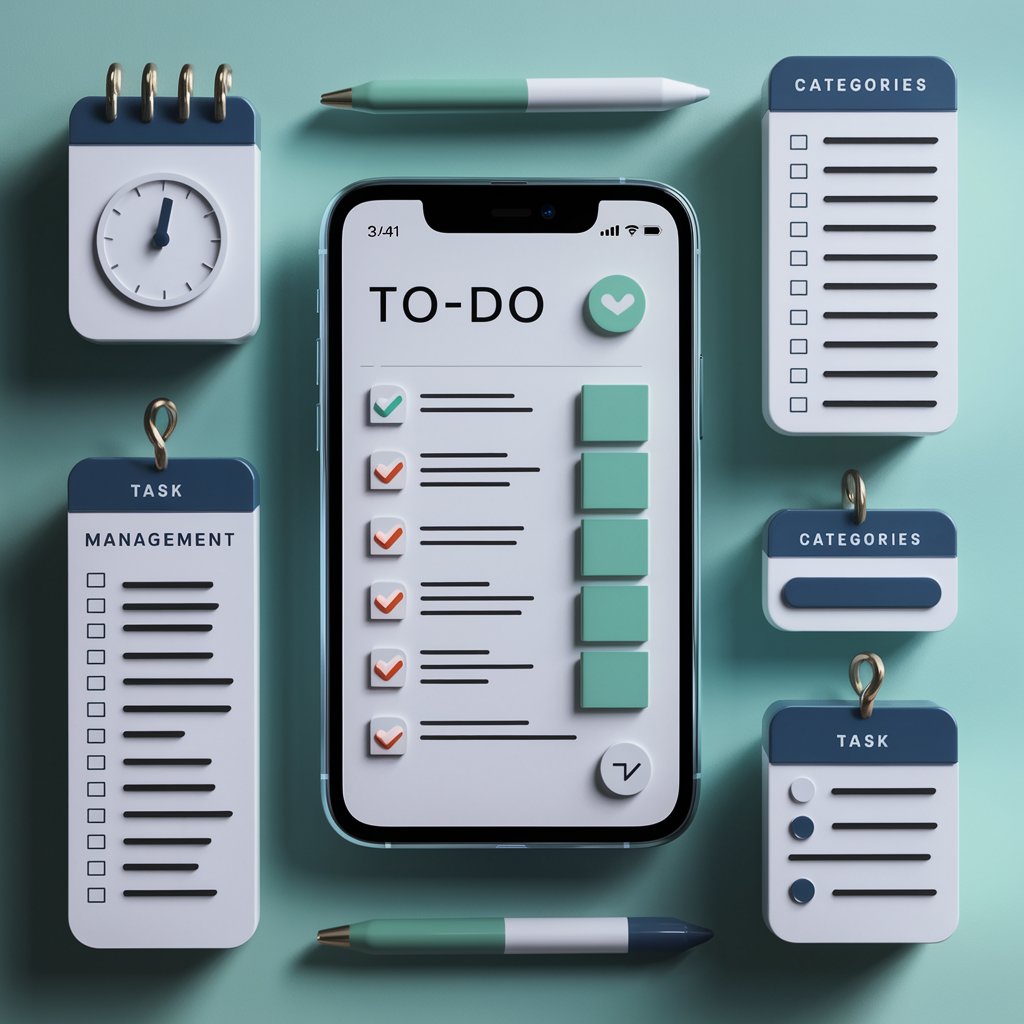 CATEGORIES
3/41
TO-DO
TASK
MANAGEMENT
CATEGORIES
TASK